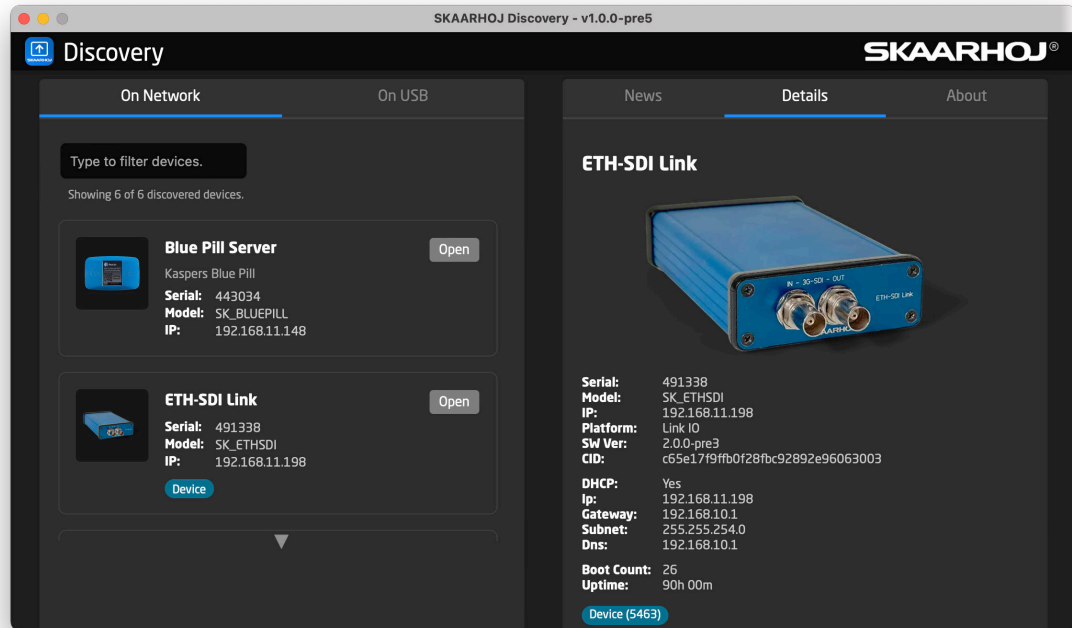 SKAARHOJ Discovery - v1.0.0-pre5
Discovery
SKAARHOJ®
On Network
On USB
Type to filter devices.
Showing 6 of 6 discovered devices.
Blue Pill Server
Open
Kaspers Blue Pill
Serial: 443034
Model: SK_BLUEPILL
IP: 192.168.11.148
ETH-SDI Link
Open
Serial: 491338
Model: SK_ETHSDI
IP: 192.168.11.198
Device
News
Details
About
ETH-SDI Link
IN - 3G-SDI - OUT
ETH-SDI Link
Serial: 491338
Model: SK_ETHSDI
IP: 192.168.11.198
Platform: Link IO
SW Ver: 2.0.0-pre3
CID: c65e17f9ffb0f28fbc92892e96063003
DHCP: Yes
Ip: 192.168.11.198
Gateway: 192.168.10.1
Subnet: 255.255.254.0
Dns: 192.168.10.1
Boot Count: 26
Uptime: 90h 00m
Device (5463)